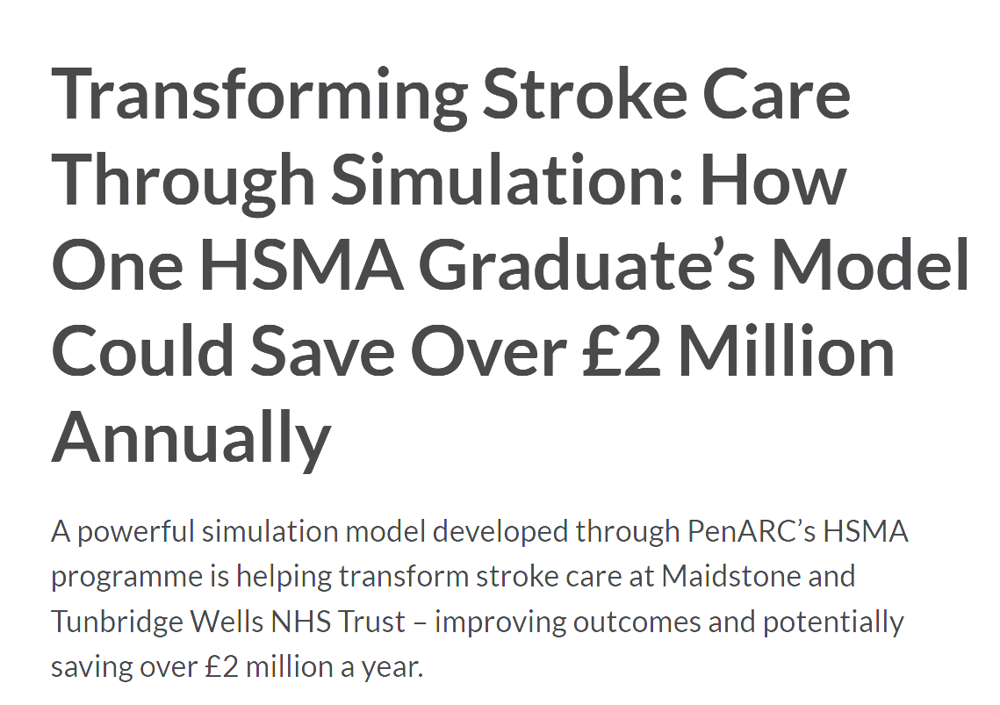 Transforming Stroke Care
Through Simulation: How
One HSMA Graduate’s Model
Could Save Over £2 Million
Annually
A powerful simulation model developed through PenARC’s HSMA
programme is helping transform stroke care at Maidstone and
Tunbridge Wells NHS Trust – improving outcomes and potentially
saving over £2 million a year.